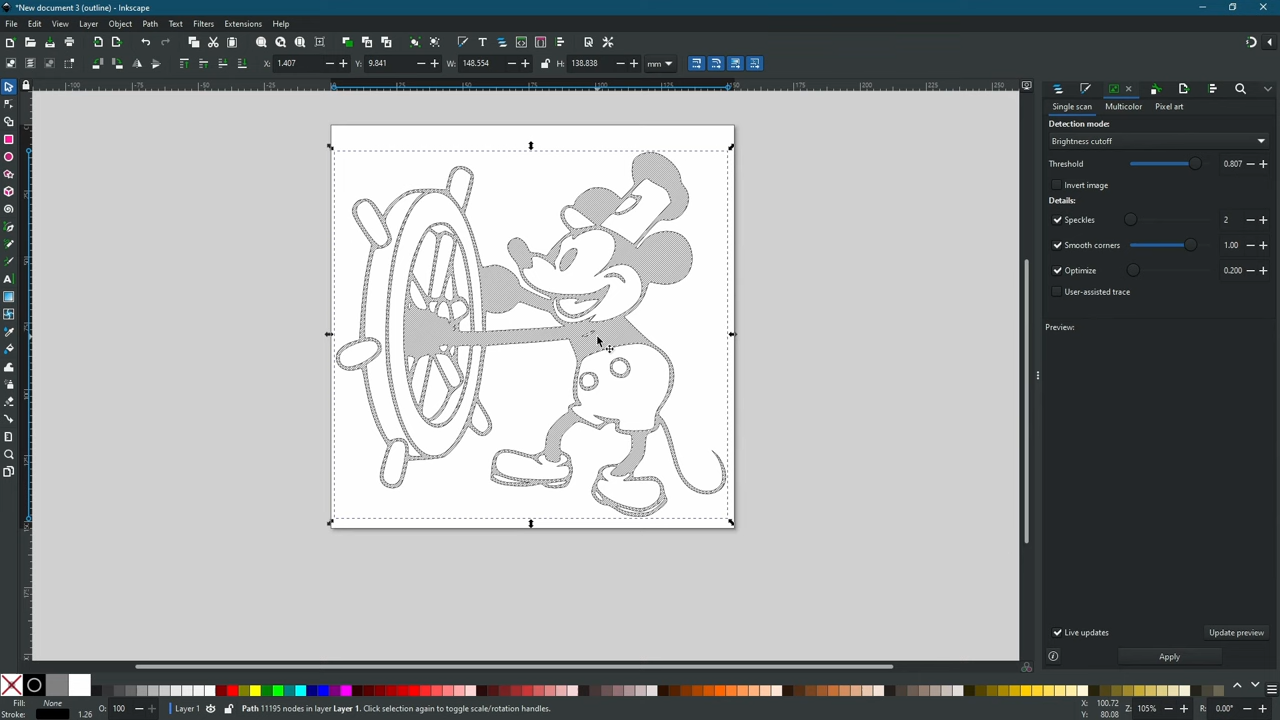 *New document 3 (outline) - Inkscape
File Edit View Layer Object Path Text Filters Extensions Help
X: 1.407 Y: 9.841 W: 148.554 H: 138.838 mm
Single scan Multicolor Pixel art
Detection mode:
Brightness cutoff
Threshold 0.807
Invert image
Details:
Speckles 2
Smooth corners 1.00
Optimize 0.200
User-assisted trace
Preview:
Live updates Update preview
Apply
Fill: None O: 100 Layer 1 Path 11195 nodes in layer Layer 1. Click selection again to toggle scale/rotation handles. X: 100.72 Z: 105% R: 0.00°
Stroke: 1.26 Y: 80.08